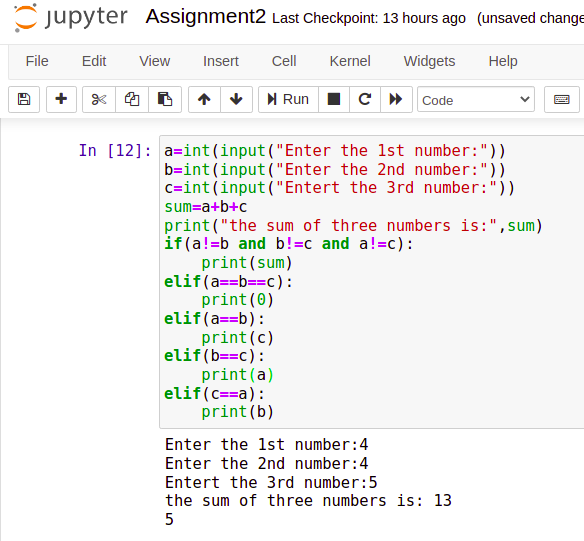 jupyter Assignment2 Last Checkpoint: 13 hours ago (unsaved change
File Edit View Insert Cell Kernel Widgets Help
Run Code
In [12]: a=int(input("Enter the 1st number:"))
b=int(input("Enter the 2nd number:"))
c=int(input("Entert the 3rd number:"))
sum=a+b+c
print("the sum of three numbers is:",sum)
if(a!=b and b!=c and a!=c):
    print(sum)
elif(a==b==c):
    print(0)
elif(a==b):
    print(c)
elif(b==c):
    print(a)
elif(c==a):
    print(b)
Enter the 1st number:4
Enter the 2nd number:4
Entert the 3rd number:5
the sum of three numbers is: 13
5